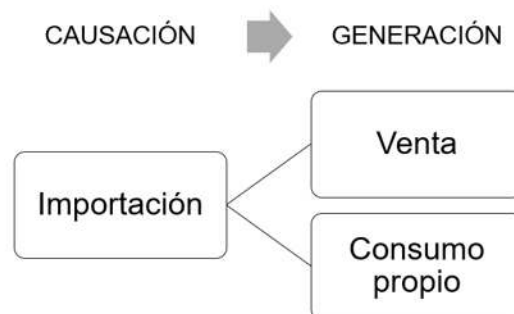 CAUSACIÓN
GENERACIÓN
Importación
Venta
Consumo
propio